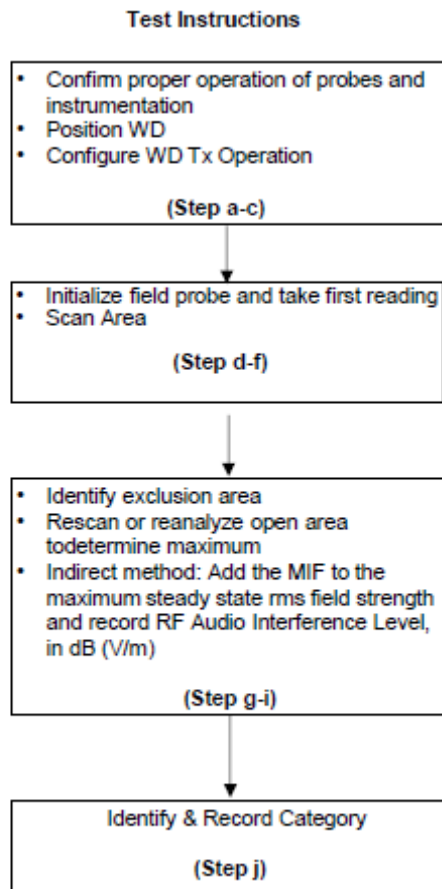 Test Instructions
• Confirm proper operation of probes and
instrumentation
• Position WD
• Configure WD Tx Operation
(Step a-c)
• Initialize field probe and take first reading
• Scan Area
(Step d-f)
• Identify exclusion area
• Rescan or reanalyze open area
todetermine maximum
• Indirect method: Add the MIF to the
maximum steady state rms field strength
and record RF Audio Interference Level,
in dB (V/m)
(Step g-i)
Identify & Record Category
(Step j)